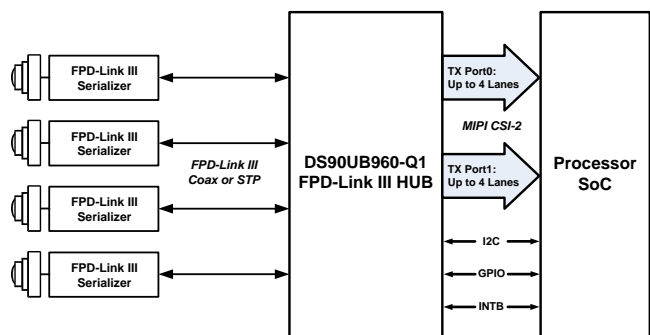 FPD-Link III
Serializer
FPD-Link III
Serializer
FPD-Link III
Serializer
FPD-Link III
Serializer
FPD-Link III
Coax or STP
DS90UB960-Q1
FPD-Link III HUB
TX Port0:
Up to 4 Lanes
MIPI CSI-2
TX Port1:
Up to 4 Lanes
I2C
GPIO
INTB
Processor
SoC